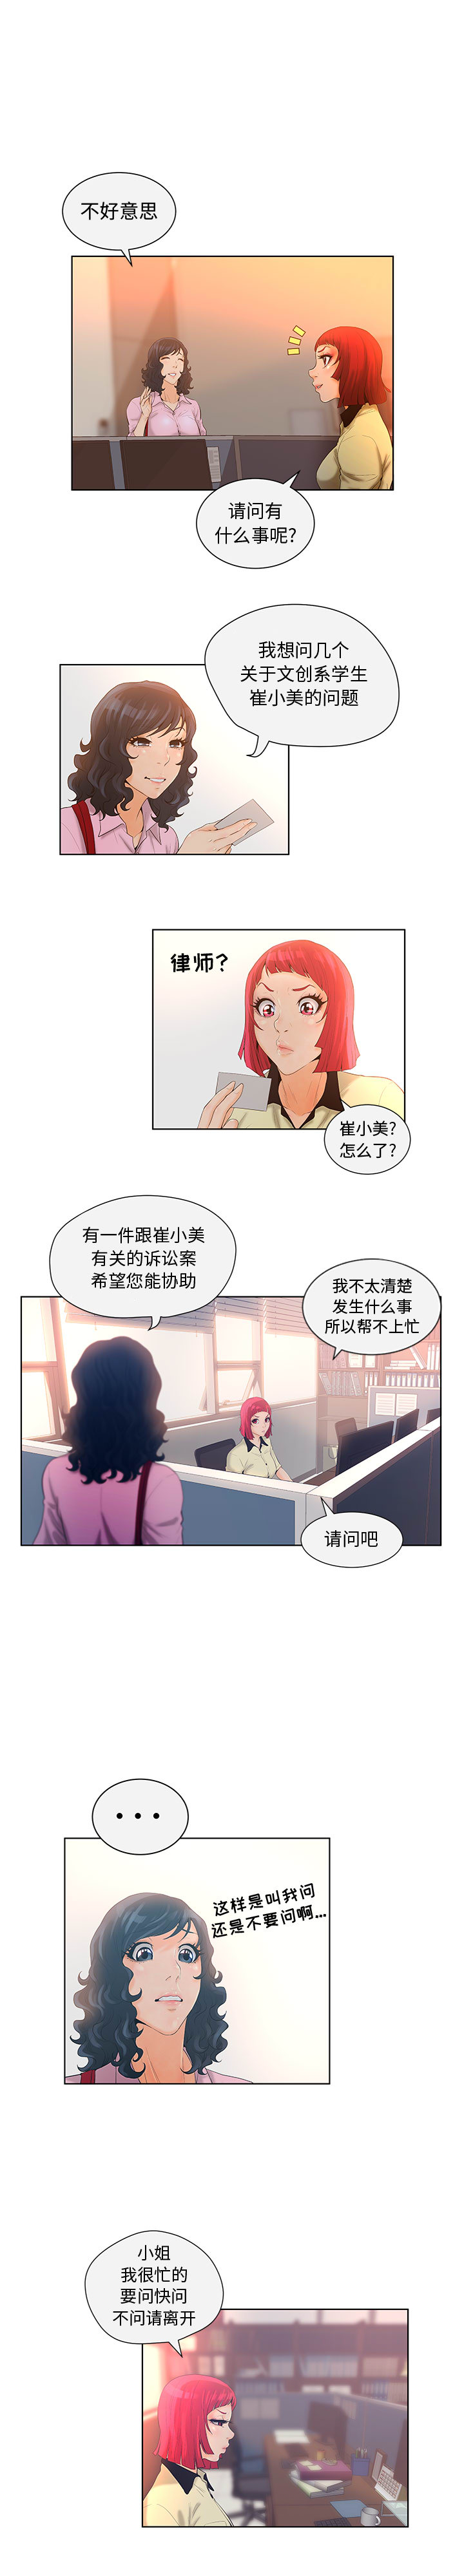 不好意思
请问有
什么事呢?
我想问几个
关于文创系学生
崔小美的问题
律师?
崔小美?
怎么了?
有一件跟崔小美
有关的诉讼案
希望您能协助
我不太清楚
发生什么事
所以帮不上忙
请问吧
•••
这样是叫我问
还是不要问啊...
小姐
我很忙的
要问快问
不问请离开